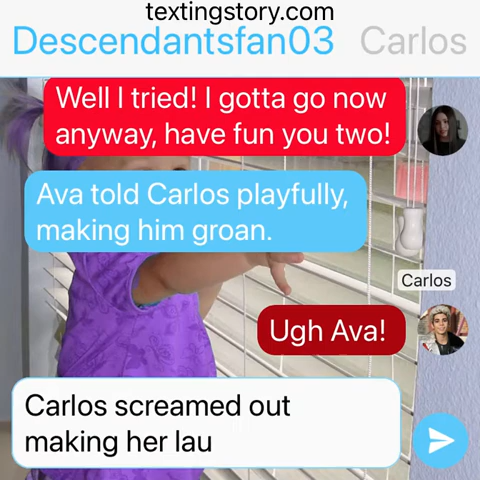 textingstory.com
Descendantsfan03 Carlos
Well I tried! I gotta go now
anyway, have fun you two!
Ava told Carlos playfully,
making him groan.
Carlos
Ugh Ava!
Carlos screamed out
making her lau